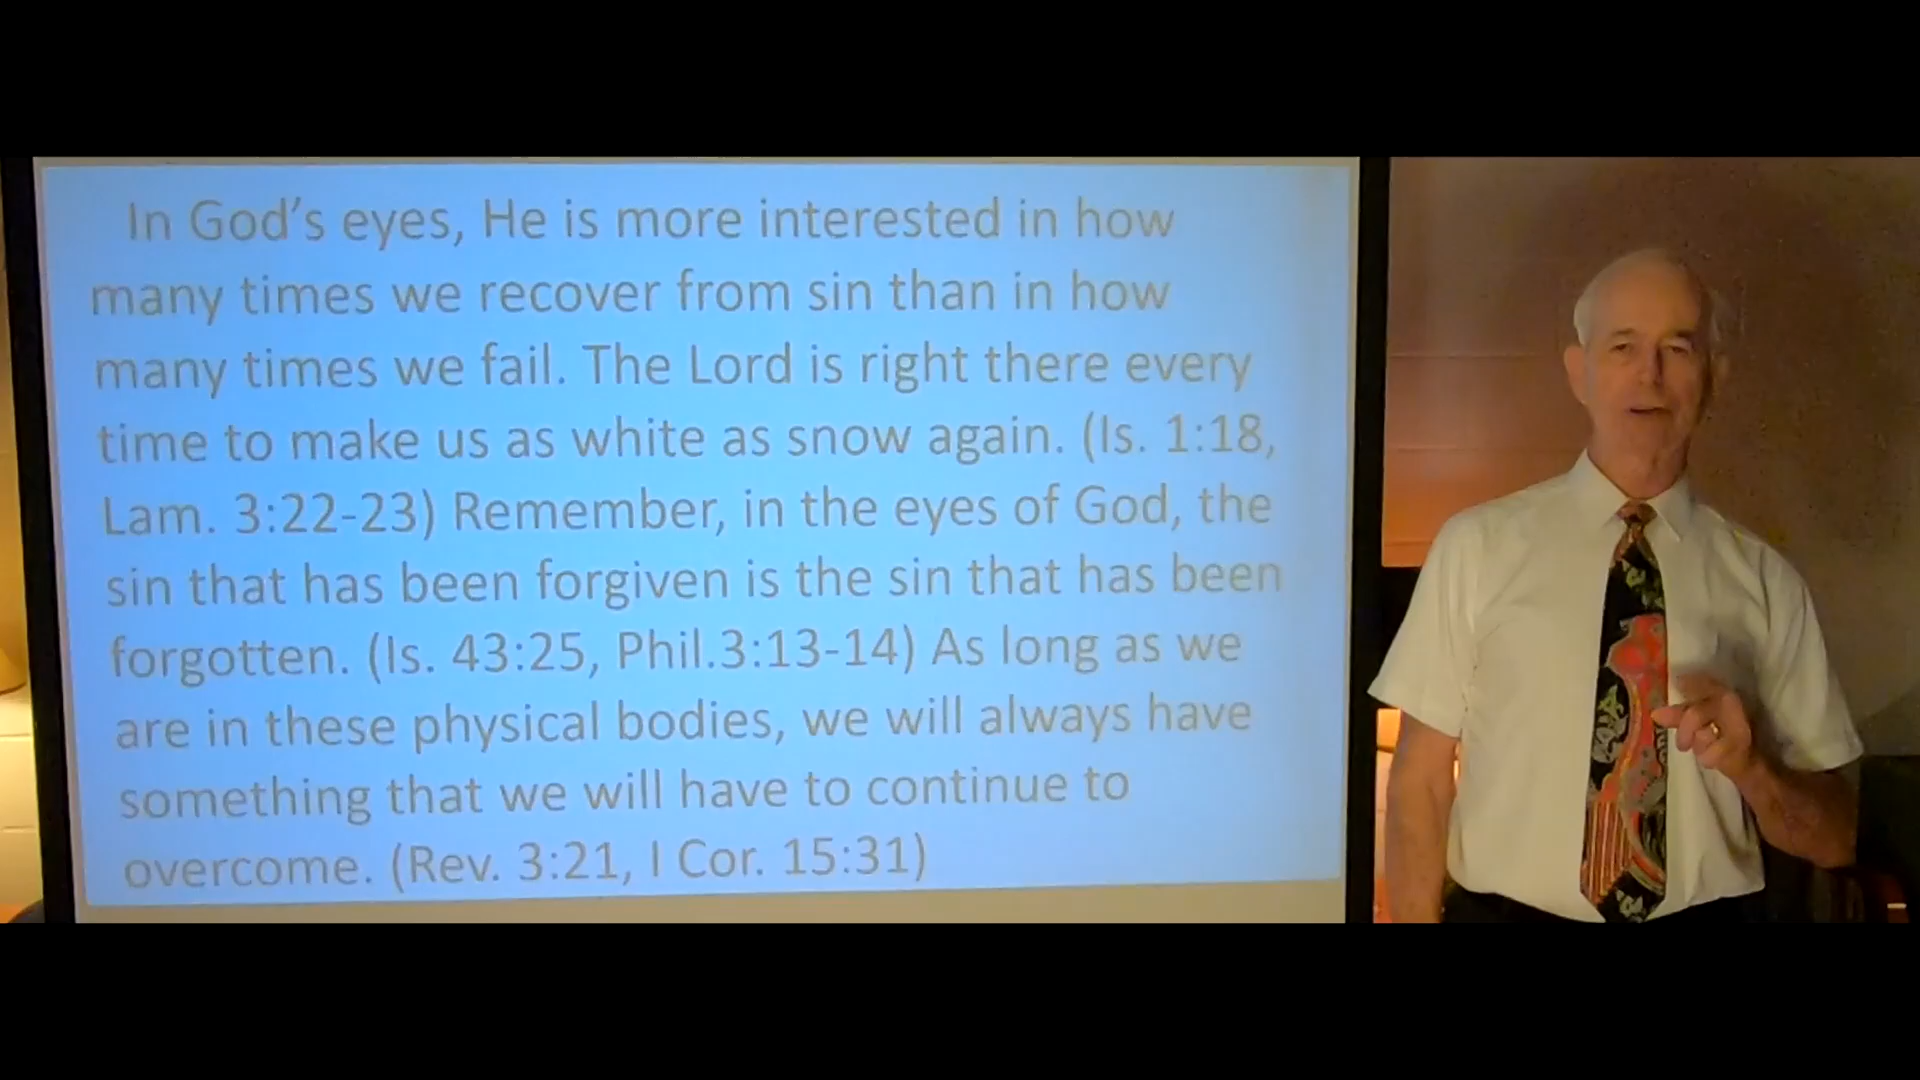 In God's eyes, He is more interested in how
many times we recover from sin than in how
many times we fail. The Lord is right there every
time to make us as white as snow again. (Is. 1:18,
Lam. 3:22-23) Remember, in the eyes of God, the
sin that has been forgiven is the sin that has been
forgotten. (Is. 43:25, Phil.3:13-14) As long as we
are in these physical bodies, we will always have
something that we will have to continue to
overcome. (Rev. 3:21, I Cor. 15:31)